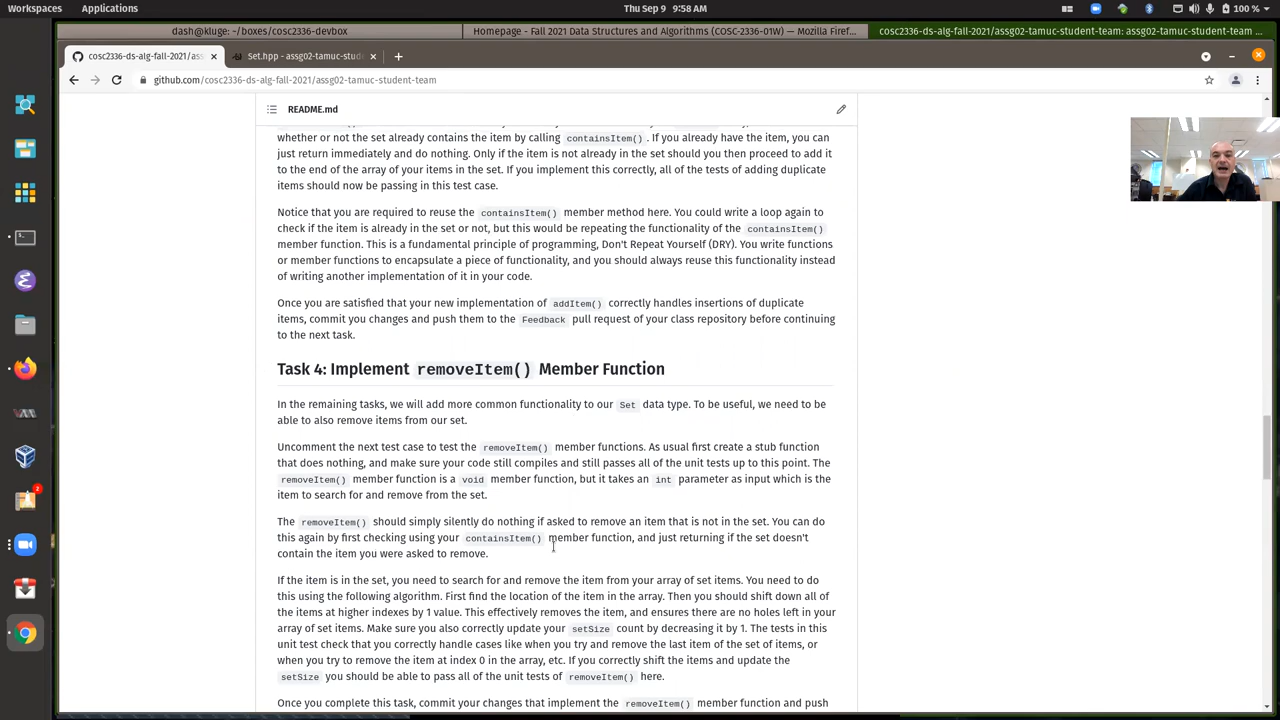 Workspaces Applications Thu Sep 9 9:58 AM 100 %
dash@kluge: ~/boxes/cosc2336-devbox Homepage - Fall 2021 Data Structures and Algorithms (COSC-2336-01W) — Mozilla Firef... cosc2336-ds-alg-fall-2021/assg02-tamuc-student-team: assg02-tamuc-student-team ...
cosc2336-ds-alg-fall-2021/ass Set.hpp - assg02-tamuc-stud
github.com/cosc2336-ds-alg-fall-2021/assg02-tamuc-student-team
README.md
whether or not the set already contains the item by calling containsItem() . If you already have the item, you can
just return immediately and do nothing. Only if the item is not already in the set should you then proceed to add it
to the end of the array of your items in the set. If you implement this correctly, all of the tests of adding duplicate
items should now be passing in this test case.
Notice that you are required to reuse the containsItem() member method here. You could write a loop again to
check if the item is already in the set or not, but this would be repeating the functionality of the containsItem()
member function. This is a fundamental principle of programming, Don't Repeat Yourself (DRY). You write functions
or member functions to encapsulate a piece of functionality, and you should always reuse this functionality instead
of writing another implementation of it in your code.
Once you are satisfied that your new implementation of addItem() correctly handles insertions of duplicate
items, commit you changes and push them to the Feedback pull request of your class repository before continuing
to the next task.
Task 4: Implement removeItem() Member Function
In the remaining tasks, we will add more common functionality to our Set data type. To be useful, we need to be
able to also remove items from our set.
Uncomment the next test case to test the removeItem() member functions. As usual first create a stub function
that does nothing, and make sure your code still compiles and still passes all of the unit tests up to this point. The
removeItem() member function is a void member function, but it takes an int parameter as input which is the
item to search for and remove from the set.
The removeItem() should simply silently do nothing if asked to remove an item that is not in the set. You can do
this again by first checking using your containsItem() member function, and just returning if the set doesn't
contain the item you were asked to remove.
If the item is in the set, you need to search for and remove the item from your array of set items. You need to do
this using the following algorithm. First find the location of the item in the array. Then you should shift down all of
the items at higher indexes by 1 value. This effectively removes the item, and ensures there are no holes left in your
array of set items. Make sure you also correctly update your setSize count by decreasing it by 1. The tests in this
unit test check that you correctly handle cases like when you try and remove the last item of the set of items, or
when you try to remove the item at index 0 in the array, etc. If you correctly shift the items and update the
setSize you should be able to pass all of the unit tests of removeItem() here.
Once you complete this task, commit your changes that implement the removeItem() member function and push